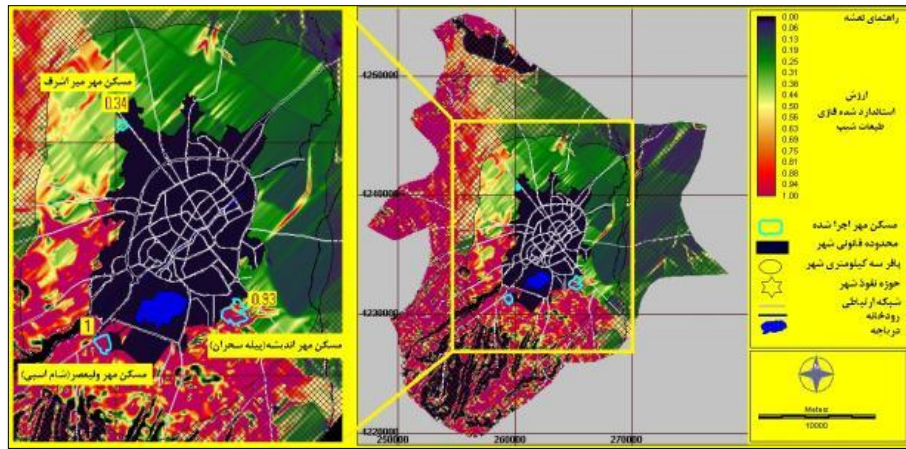 مسکن مهر میر اشرف
0.34
0.93
1
مسکن مهر اندیشه(پیله سحران)
مسکن مهر ولیعصر(شام اسبی)
4250000
4240000
4230000
4220000
250000
260000
270000
راهنمای نقشه
0.00
0.06
0.13
0.19
0.25
0.31
0.38
0.44
0.50
0.56
0.63
0.69
0.75
0.81
0.88
0.94
1.00
ارزش
استاندارد شده فازی
طبقات شیب
مسکن مهر اجرا شده
محدوده قانونی شهر
بافر سه کیلومتری شهر
حوزه نفوذ شهر
شبکه ارتباطی
رودخانه
دریاچه
Meters
10000